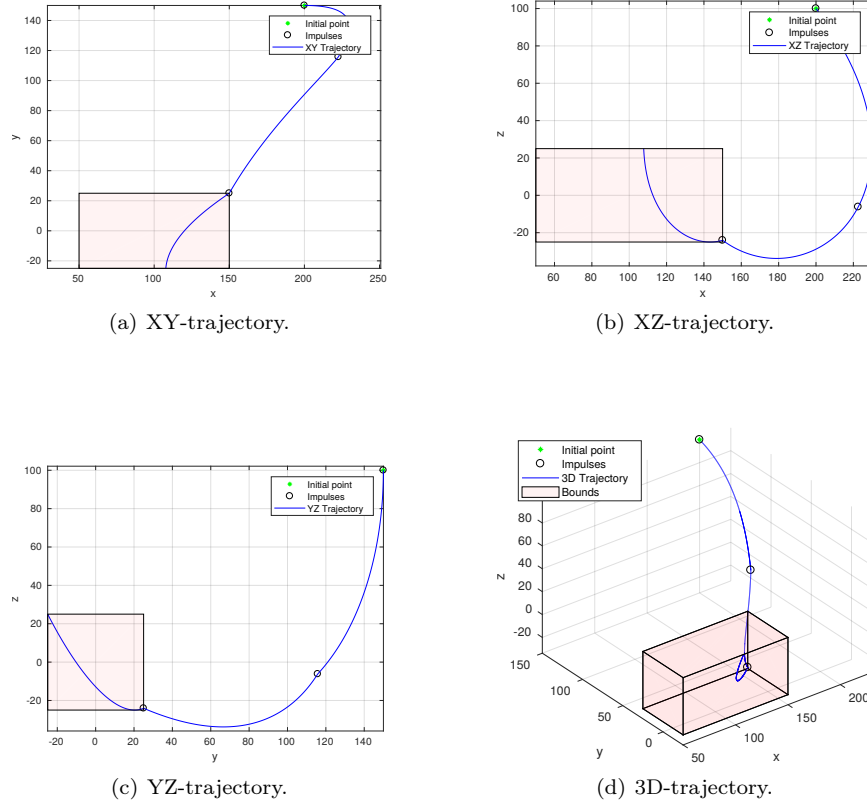 150
100
80
60
40
20
0
-20
y
50
100
150
200
250
x
Initial point
Impulses
XY Trajectory
(a) XY-trajectory.
100
80
60
40
20
0
-20
z
60
80
100
120
140
160
180
200
220
x
Initial point
Impulses
XZ Trajectory
(b) XZ-trajectory.
100
80
60
40
20
0
-20
z
-20
0
20
40
60
80
100
120
140
y
Initial point
Impulses
YZ Trajectory
(c) YZ-trajectory.
Initial point
Impulses
3D Trajectory
Bounds
80
60
40
20
0
-20
z
150
100
50
0
y
50
100
150
200
x
(d) 3D-trajectory.